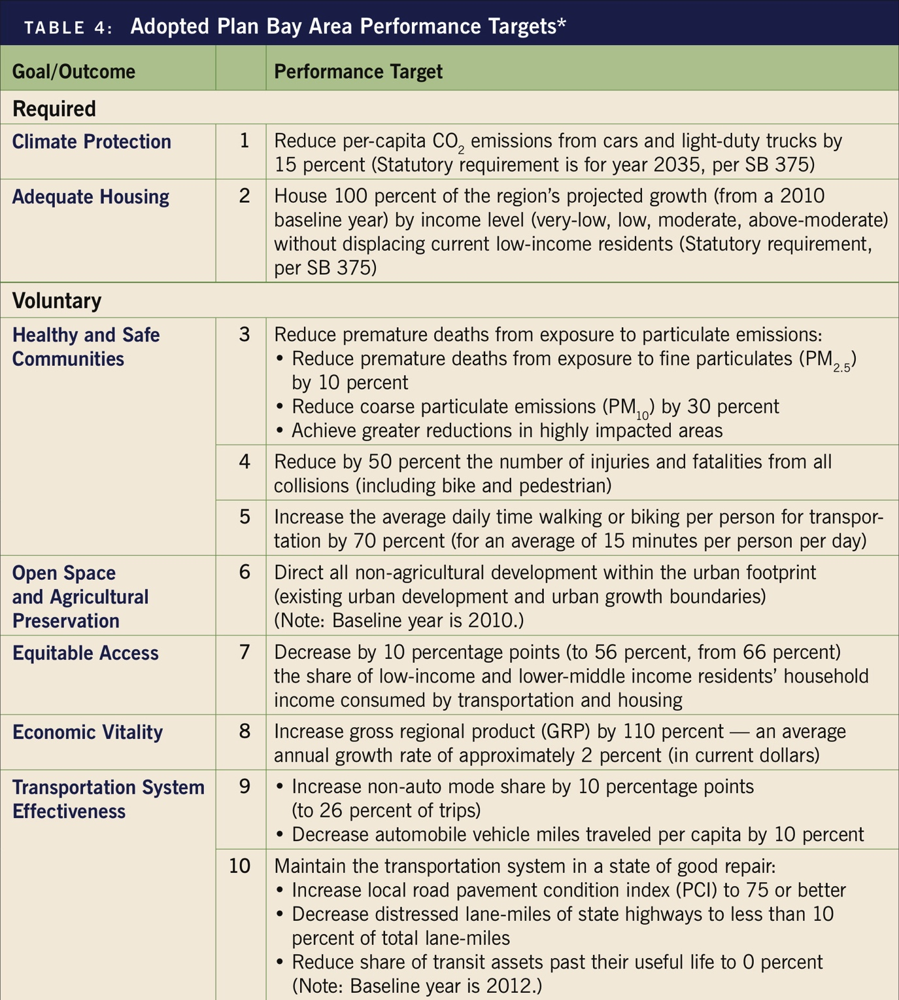 TABLE 4: Adopted Plan Bay Area Performance Targets*
Goal/Outcome Performance Target
Required
Climate Protection 1 Reduce per-capita CO2 emissions from cars and light-duty trucks by
15 percent (Statutory requirement is for year 2035, per SB 375)
Adequate Housing 2 House 100 percent of the region’s projected growth (from a 2010
baseline year) by income level (very-low, low, moderate, above-moderate)
without displacing current low-income residents (Statutory requirement,
per SB 375)
Voluntary
Healthy and Safe 3 Reduce premature deaths from exposure to particulate emissions:
Communities • Reduce premature deaths from exposure to fine particulates (PM2.5)
by 10 percent
• Reduce coarse particulate emissions (PM10) by 30 percent
• Achieve greater reductions in highly impacted areas
4 Reduce by 50 percent the number of injuries and fatalities from all
collisions (including bike and pedestrian)
5 Increase the average daily time walking or biking per person for transpor-
tation by 70 percent (for an average of 15 minutes per person per day)
Open Space 6 Direct all non-agricultural development within the urban footprint
and Agricultural (existing urban development and urban growth boundaries)
Preservation (Note: Baseline year is 2010.)
Equitable Access 7 Decrease by 10 percentage points (to 56 percent, from 66 percent)
the share of low-income and lower-middle income residents’ household
income consumed by transportation and housing
Economic Vitality 8 Increase gross regional product (GRP) by 110 percent — an average
annual growth rate of approximately 2 percent (in current dollars)
Transportation System 9 • Increase non-auto mode share by 10 percentage points
Effectiveness (to 26 percent of trips)
• Decrease automobile vehicle miles traveled per capita by 10 percent
10 Maintain the transportation system in a state of good repair:
• Increase local road pavement condition index (PCI) to 75 or better
• Decrease distressed lane-miles of state highways to less than 10
percent of total lane-miles
• Reduce share of transit assets past their useful life to 0 percent
(Note: Baseline year is 2012.)